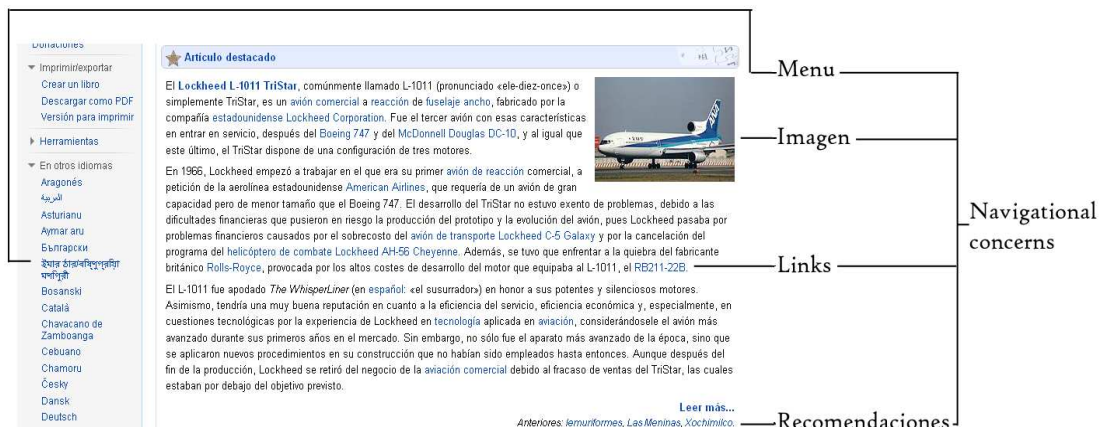 Donaciones
Imprimir/exportar
Crear un libro
Descargar como PDF
Versión para imprimir
Herramientas
En otros idiomas
Aragonés
العربية
Asturianu
Aymar aru
Български
Bosanski
Català
Chavacano de
Zamboanga
Cebuano
Chamoru
Česky
Dansk
Deutsch
Artículo destacado
El Lockheed L-1011 TriStar, comúnmente llamado L-1011 (pronunciado «ele-diez-once») o
simplemente TriStar, es un avión comercial a reacción de fuselaje ancho, fabricado por la
compañía estadounidense Lockheed Corporation. Fue el tercer avión con esas características
en entrar en servicio, después del Boeing 747 y del McDonnell Douglas DC-10, y al igual que
este último, el TriStar dispone de una configuración de tres motores.
En 1966, Lockheed empezó a trabajar en el que era su primer avión de reacción comercial, a
petición de la aerolínea estadounidense American Airlines, que requería de un avión de gran
capacidad pero de menor tamaño que el Boeing 747. El desarrollo del TriStar no estuvo exento de problemas, debido a las
dificultades financieras que pusieron en riesgo la producción del prototipo y la evolución del avión, pues Lockheed pasaba por
problemas financieros causados por el sobrecosto del avión de transporte Lockheed C-5 Galaxy y por la cancelación del
programa del helicóptero de combate Lockheed AH-56 Cheyenne. Además, se tuvo que enfrentar a la quiebra del fabricante
británico Rolls-Royce, provocada por los altos costes de desarrollo del motor que equipaba al L-1011, el RB211-22B.
El L-1011 fue apodado The WhisperLiner (en español: «el susurrador») en honor a sus potentes y silenciosos motores.
Asimismo, tendría una muy buena reputación en cuanto a la eficiencia del servicio, eficiencia económica y, especialmente, en
cuestiones tecnológicas por la experiencia de Lockheed en tecnología aplicada en aviación, considerándosele el avión más
avanzado durante sus primeros años en el mercado. Sin embargo, no sólo fue el aparato más avanzado de la época, sino que
se aplicaron nuevos procedimientos en su construcción que no habían sido empleados hasta entonces. Aunque después del
fin de la producción, Lockheed se retiró del negocio de la aviación comercial debido al fracaso de ventas del TriStar, las cuales
estaban por debajo del objetivo previsto.
Leer más...
Anteriores: lemuriformes, Las Meninas, Xochimilco.
Menu
Imagen
Links
Recomendaciones
Navigational
concerns